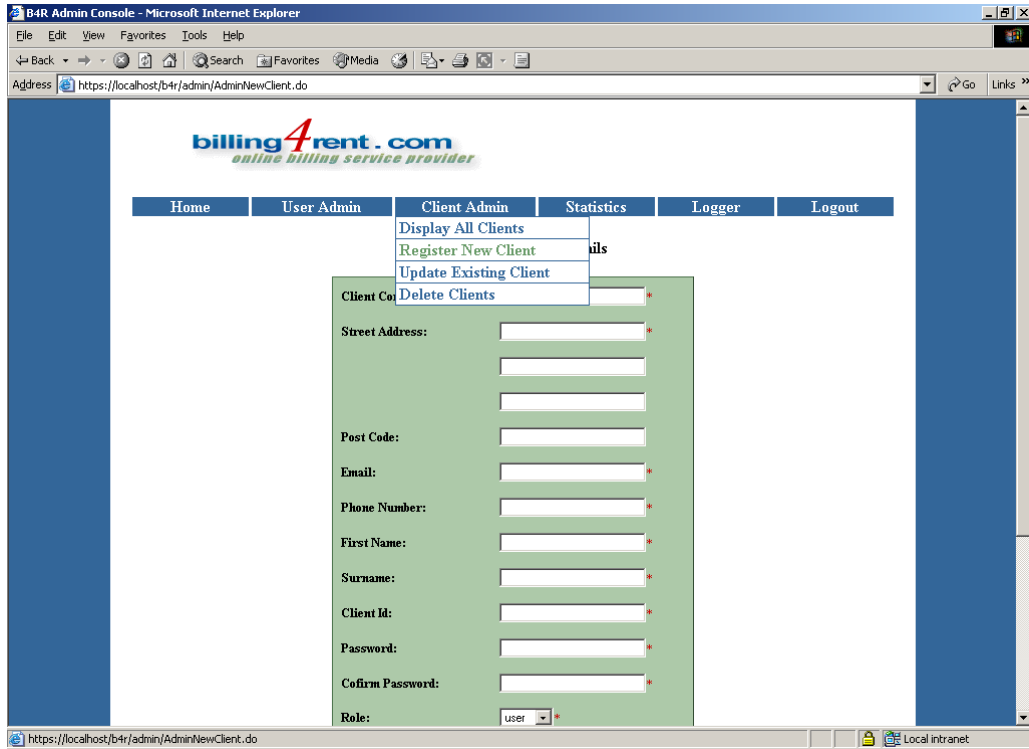 B4R Admin Console - Microsoft Internet Explorer
File Edit View Favorites Tools Help
Back Search Favorites Media
Address https://localhost/b4r/admin/AdminNewClient.do Go Links »
billing4rent.com
online billing service provider
Home User Admin Client Admin Statistics Logger Logout
Display All Clients
Register New Client
ails
Update Existing Client
Delete Clients
Client Co *
Street Address: *
Post Code:
Email: *
Phone Number: *
First Name: *
Surname: *
Client Id: *
Password: *
Cofirm Password: *
Role: user *
https://localhost/b4r/admin/AdminNewClient.do Local intranet